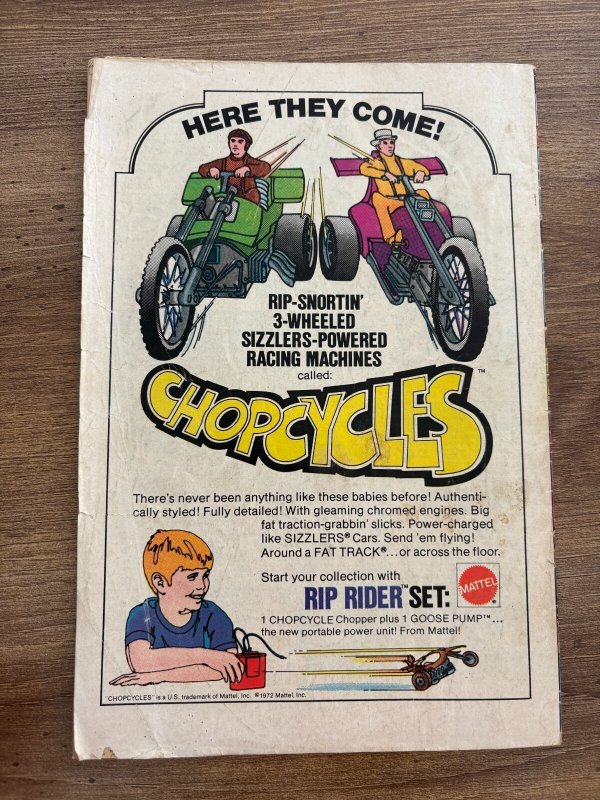 HERE THEY COME!
RIP-SNORTIN'
3-WHEELED
SIZZLERS-POWERED
RACING MACHINES
called:
CHOPCYCLES™
There's never been anything like these babies before! Authenti-
cally styled! Fully detailed! With gleaming chromed engines. Big
fat traction-grabbin' slicks. Power-charged
like SIZZLERS® Cars. Send 'em flying!
Around a FAT TRACK®...or across the floor.
Start your collection with
RIP RIDER™ SET:
MATTEL®
1 CHOPCYCLE Chopper plus 1 GOOSE PUMP™...
the new portable power unit! From Mattel!
"CHOPCYCLES" is a U.S. trademark of Mattel, Inc. ©1972 Mattel, Inc.